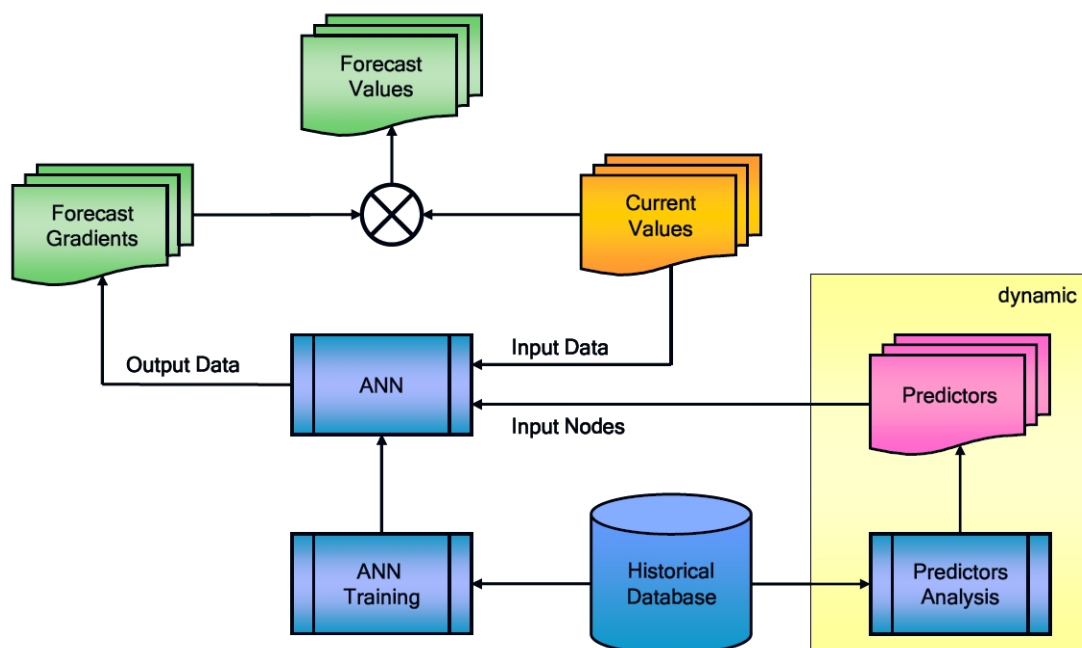 Forecast
Values
Forecast
Gradients
Current
Values
dynamic
Output Data
ANN
Input Data
Predictors
Input Nodes
ANN
Training
Historical
Database
Predictors
Analysis